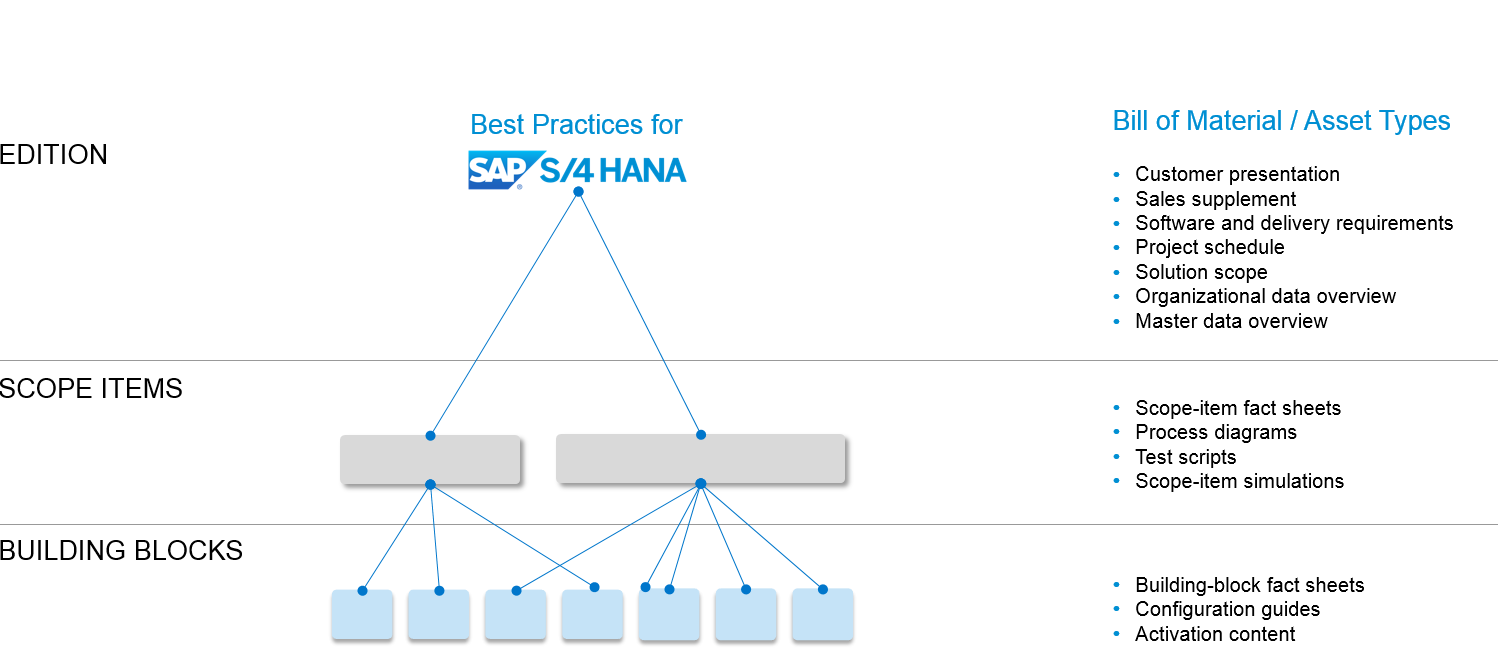 Best Practices for
SAP® S/4 HANA
EDITION
Bill of Material / Asset Types
• Customer presentation
• Sales supplement
• Software and delivery requirements
• Project schedule
• Solution scope
• Organizational data overview
• Master data overview
SCOPE ITEMS
• Scope-item fact sheets
• Process diagrams
• Test scripts
• Scope-item simulations
BUILDING BLOCKS
• Building-block fact sheets
• Configuration guides
• Activation content